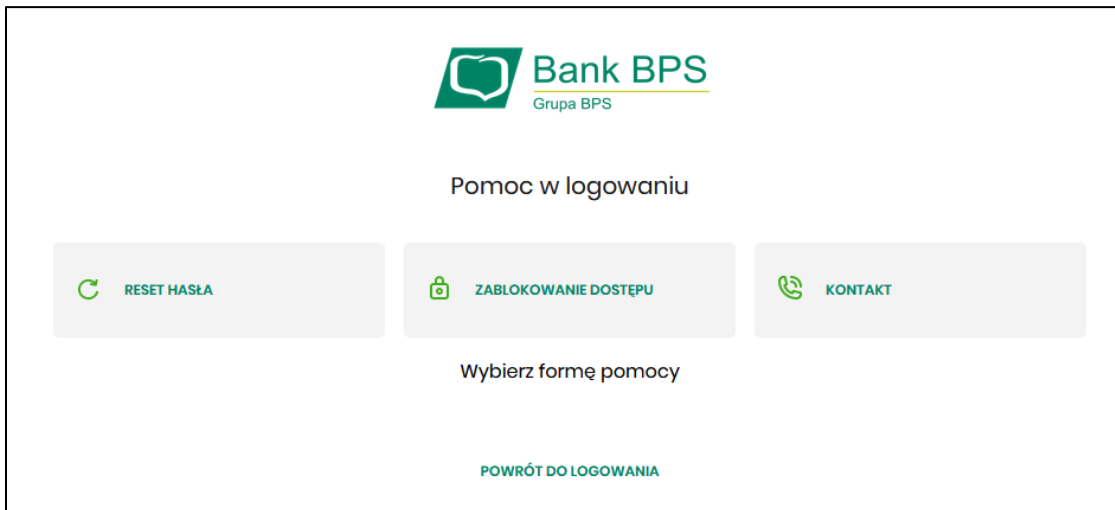 Bank BPS
Grupa BPS
Pomoc w logowaniu
RESET HASŁA
ZABLOKOWANIE DOSTĘPU
KONTAKT
Wybierz formę pomocy
POWRÓT DO LOGOWANIA